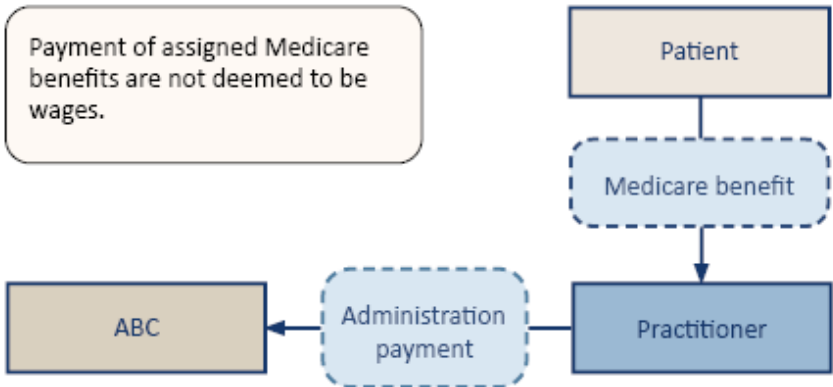 Payment of assigned Medicare
benefits are not deemed to be
wages.
Patient
Medicare benefit
ABC
Administration
payment
Practitioner